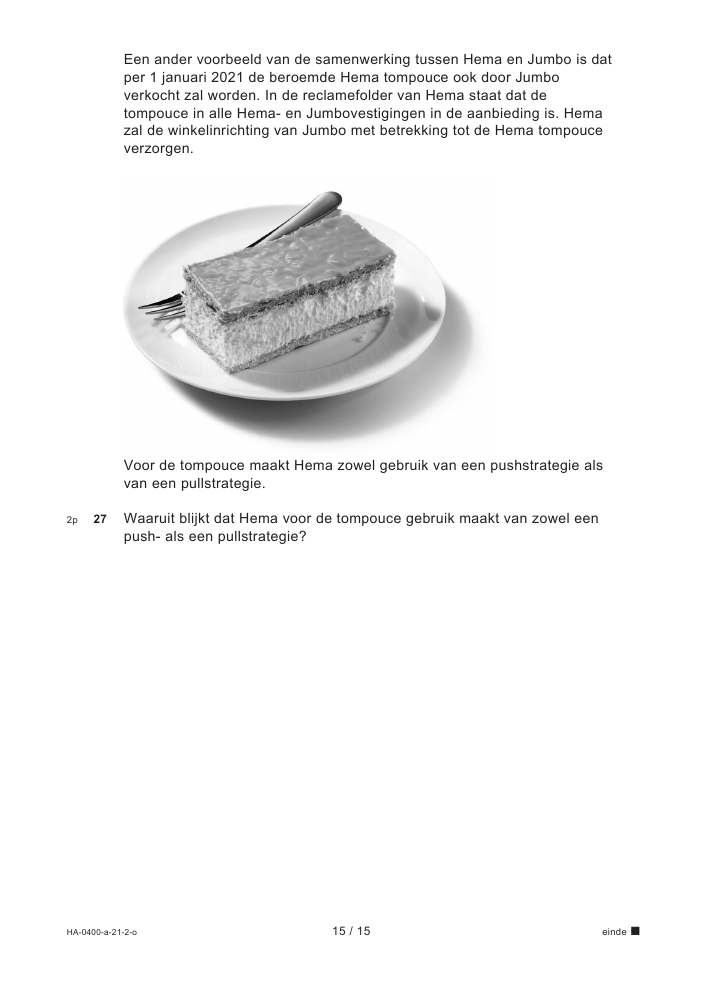 Een ander voorbeeld van de samenwerking tussen Hema en Jumbo is dat
per 1 januari 2021 de beroemde Hema tompouce ook door Jumbo
verkocht zal worden. In de reclamefolder van Hema staat dat de
tompouce in alle Hema- en Jumbovestigingen in de aanbieding is. Hema
zal de winkelinrichting van Jumbo met betrekking tot de Hema tompouce
verzorgen.
Voor de tompouce maakt Hema zowel gebruik van een pushstrategie als
van een pullstrategie.
2p 27 Waaruit blijkt dat Hema voor de tompouce gebruik maakt van zowel een
push- als een pullstrategie?
HA-0400-a-21-2-o 15 / 15 einde ■